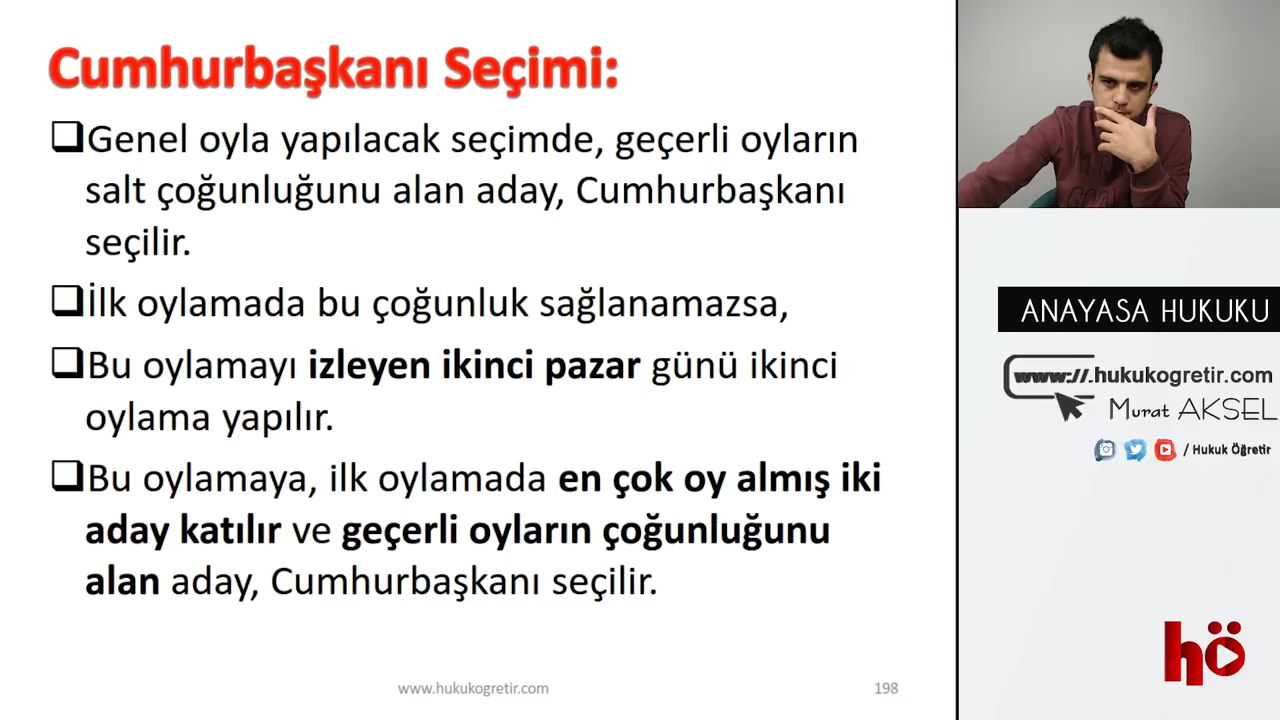 Cumhurbaşkanı Seçimi:
❑Genel oyla yapılacak seçimde, geçerli oyların
salt çoğunluğunu alan aday, Cumhurbaşkanı
seçilir.
❑İlk oylamada bu çoğunluk sağlanamazsa,
❑Bu oylamayı izleyen ikinci pazar günü ikinci
oylama yapılır.
❑Bu oylamaya, ilk oylamada en çok oy almış iki
aday katılır ve geçerli oyların çoğunluğunu
alan aday, Cumhurbaşkanı seçilir.
www.hukukogretir.com
198
ANAYASA HUKUKU
www//.hukukogretir.com
Murat AKSEL
/ Hukuk Öğretir
hö